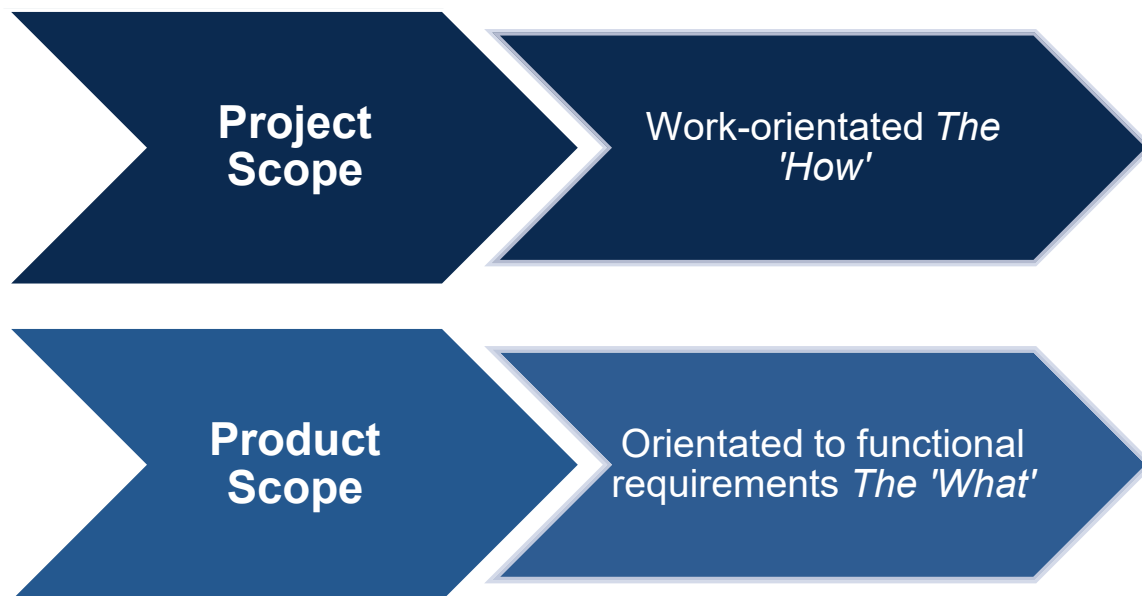 Project
Scope
Work-orientated The
'How'
Product
Scope
Orientated to functional
requirements The 'What'